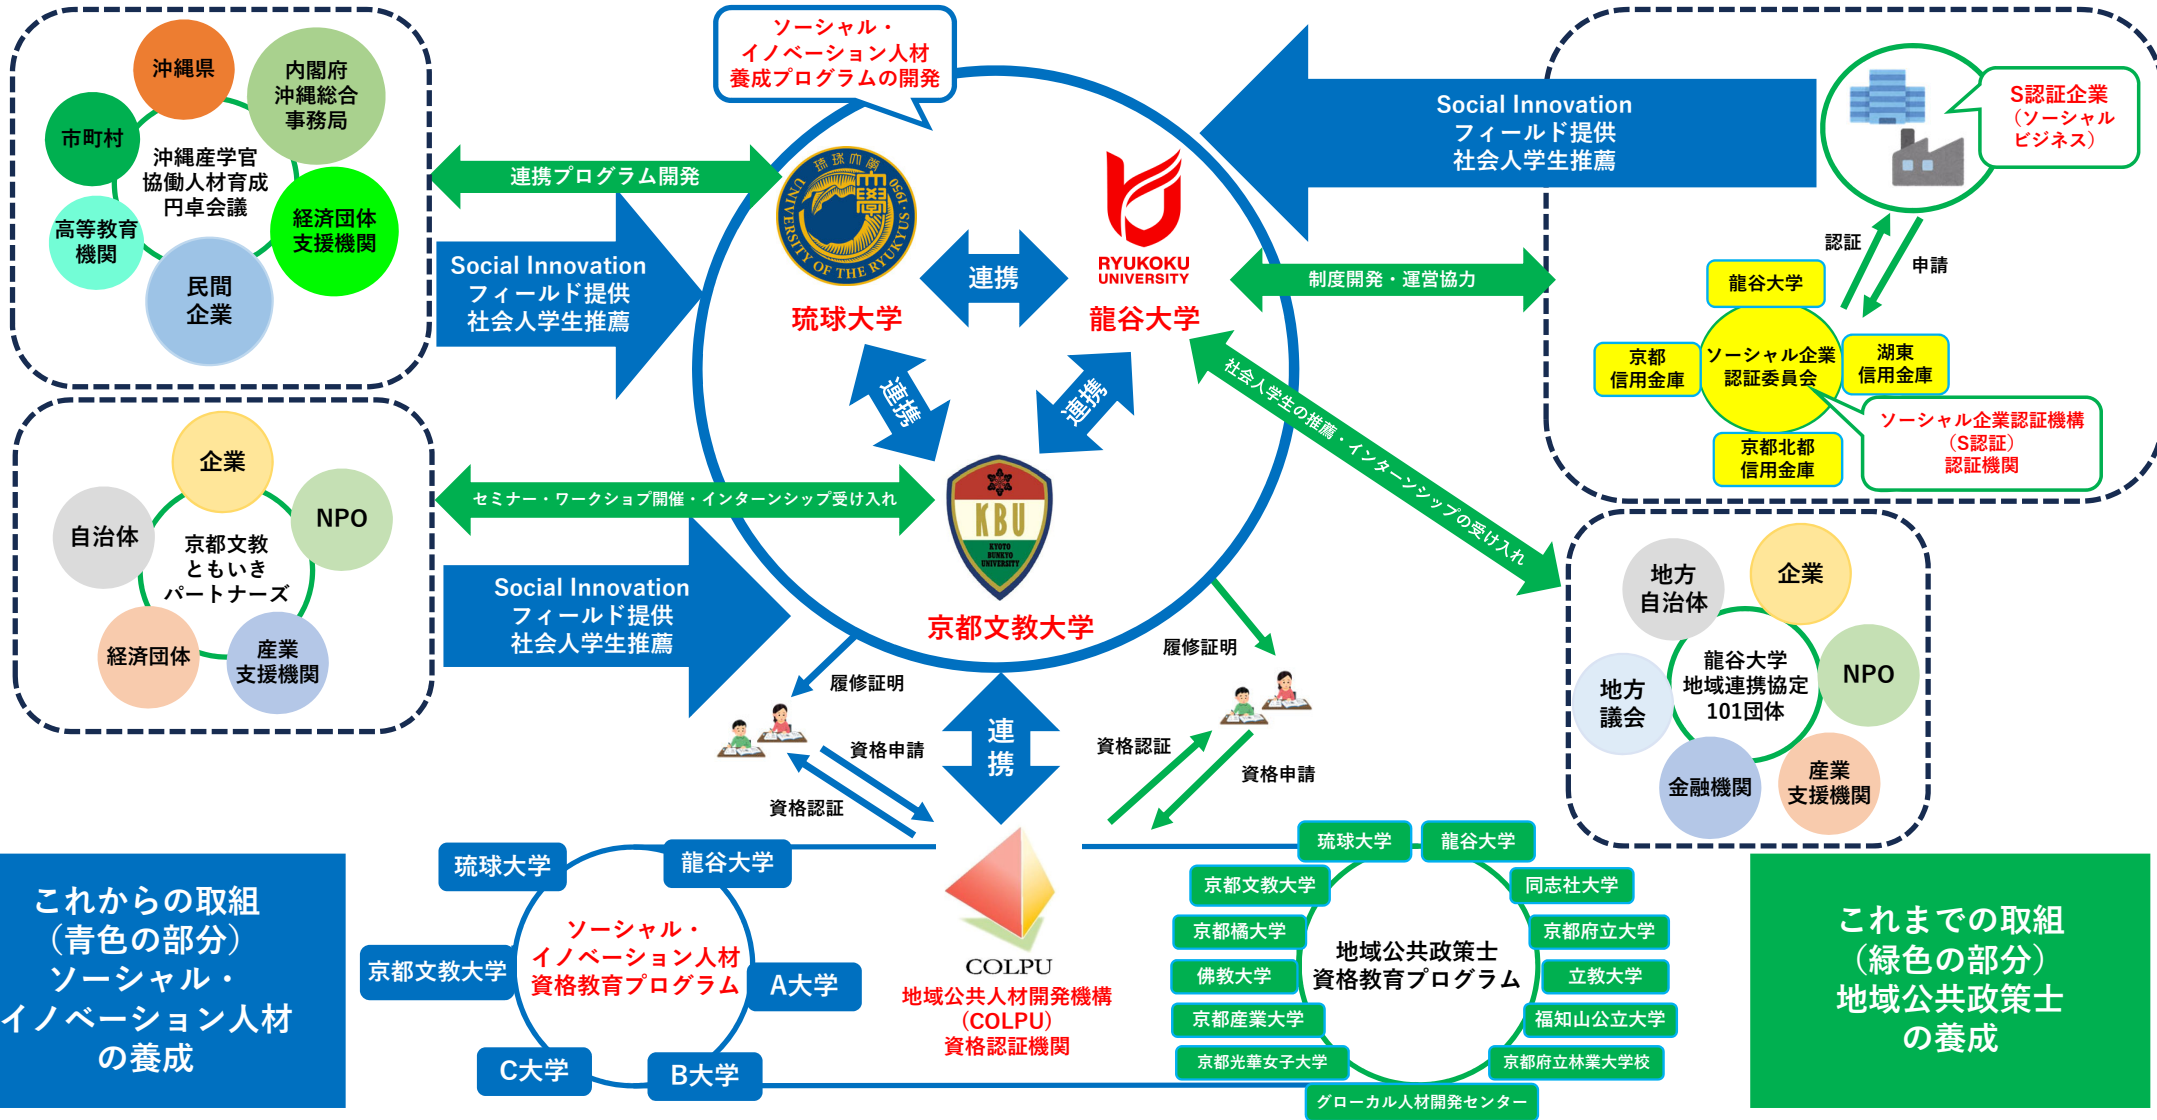 沖縄県
内閣府
沖縄総合
事務局
市町村
沖縄産学官
協働人材育成
円卓会議
高等教育
機関
経済団体
支援機関
民間
企業
連携プログラム開発
Social Innovation
フィールド提供
社会人学生推薦
ソーシャル・
イノベーション人材
養成プログラムの開発
琉球大學
UNIVERSITY OF THE RYUKYUS・1950
琉球大学
連携
RYUKOKU
UNIVERSITY
龍谷大学
連携
連携
KBU
KYOTO
BUNKYO
UNIVERSITY
京都文教大学
Social Innovation
フィールド提供
社会人学生推薦
S認証企業
（ソーシャル
ビジネス）
認証
申請
制度開発・運営協力
龍谷大学
京都
信用金庫
ソーシャル企業
認証委員会
湖東
信用金庫
京都北都
信用金庫
ソーシャル企業認証機構
（S認証）
認証機関
社会人学生の推薦・インターンシップの受け入れ
企業
自治体
NPO
京都文教
ともいき
パートナーズ
経済団体
産業
支援機関
セミナー・ワークショプ開催・インターンシップ受け入れ
Social Innovation
フィールド提供
社会人学生推薦
地方
自治体
企業
龍谷大学
地域連携協定
101団体
NPO
地方
議会
金融機関
産業
支援機関
履修証明
資格申請
資格認証
連
携
履修証明
資格認証
資格申請
これからの取組
（青色の部分）
ソーシャル・
イノベーション人材
の養成
琉球大学
龍谷大学
京都文教大学
ソーシャル・
イノベーション人材
資格教育プログラム
A大学
C大学
B大学
COLPU
地域公共人材開発機構
(COLPU)
資格認証機関
琉球大学
龍谷大学
京都文教大学
同志社大学
京都橘大学
京都府立大学
地域公共政策士
資格教育プログラム
佛教大学
立教大学
京都産業大学
福知山公立大学
京都光華女子大学
京都府立林業大学校
グローカル人材開発センター
これまでの取組
（緑色の部分）
地域公共政策士
の養成